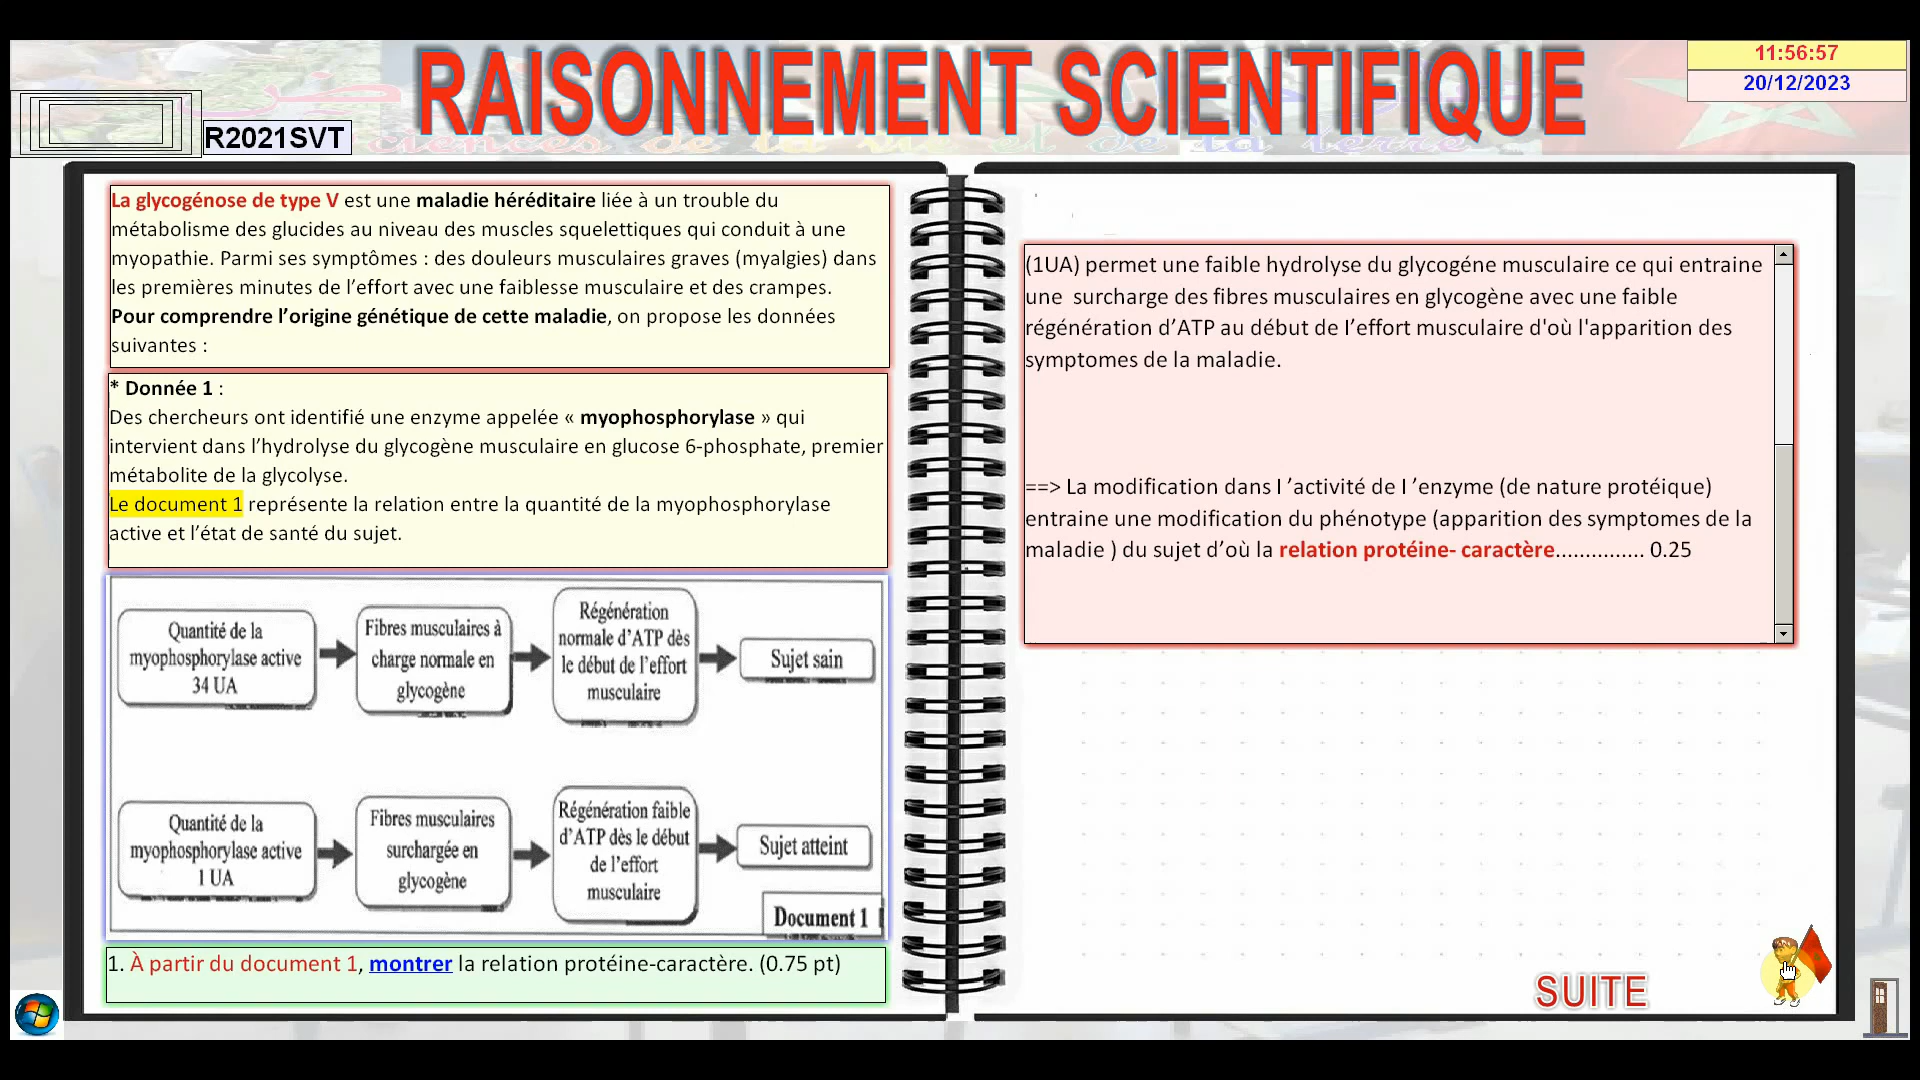 RAISONNEMENT SCIENTIFIQUE
11:56:57
20/12/2023
R2021SVT
La glycogénose de type V est une maladie héréditaire liée à un trouble du
métabolisme des glucides au niveau des muscles squelettiques qui conduit à une
myopathie. Parmi ses symptômes : des douleurs musculaires graves (myalgies) dans
les premières minutes de l’effort avec une faiblesse musculaire et des crampes.
Pour comprendre l’origine génétique de cette maladie, on propose les données
suivantes :
* Donnée 1 :
Des chercheurs ont identifié une enzyme appelée « myophosphorylase » qui
intervient dans l’hydrolyse du glycogène musculaire en glucose 6-phosphate, premier
métabolite de la glycolyse.
Le document 1 représente la relation entre la quantité de la myophosphorylase
active et l’état de santé du sujet.
Quantité de la
myophosphorylase active
34 UA
Fibres musculaires à
charge normale en
glycogène
Régénération
normale d’ATP dès
le début de l’effort
musculaire
Sujet sain
Quantité de la
myophosphorylase active
1 UA
Fibres musculaires
surchargée en
glycogène
Régénération faible
d’ATP dès le début
de l’effort
musculaire
Sujet atteint
Document 1
1. À partir du document 1, montrer la relation protéine-caractère. (0.75 pt)
(1UA) permet une faible hydrolyse du glycogéne musculaire ce qui entraine
une surcharge des fibres musculaires en glycogène avec une faible
régénération d’ATP au début de l’effort musculaire d'où l'apparition des
symptomes de la maladie.
==> La modification dans l ’activité de l ’enzyme (de nature protéique)
entraine une modification du phénotype (apparition des symptomes de la
maladie ) du sujet d’où la relation protéine- caractère............... 0.25
SUITE